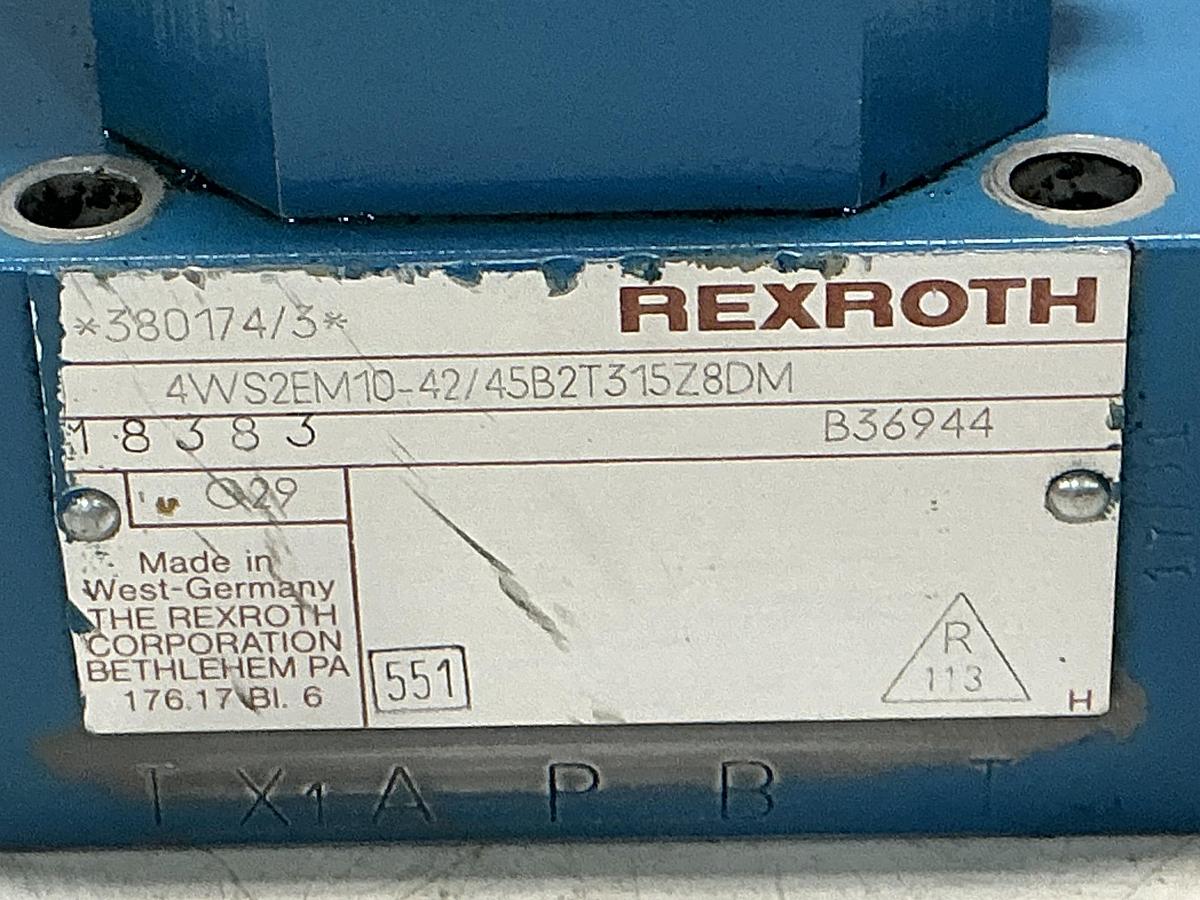 *380174/3* REXROTH
4WS2EM10-42/45B2T315Z8DM
18383 B36944
Q29
Made in
West-Germany
THE REXROTH
CORPORATION
BETHLEHEM PA
176.17 Bl. 6
551
R
113
H
T X1 A P B T